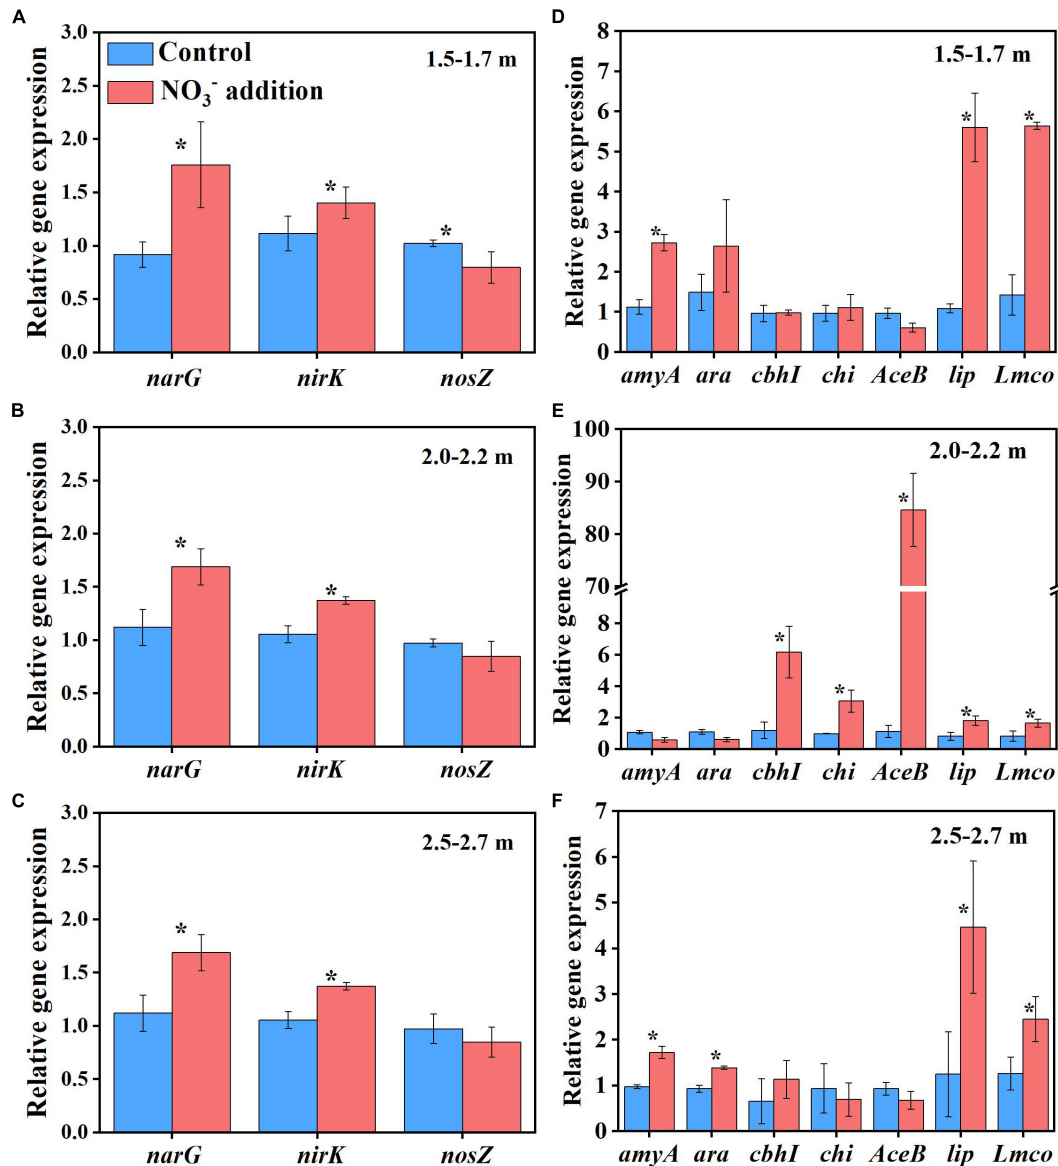 A
Relative gene expression
3.0
2.5
2.0
1.5
1.0
0.5
0.0
Control
NO₃⁻ addition
1.5-1.7 m
*
*
*
narG nirK nosZ
D
Relative gene expression
8
7
6
5
4
3
2
1
0
1.5-1.7 m
*
*
*
amyA ara cbhI chi AceB lip Lmco
B
Relative gene expression
3.0
2.5
2.0
1.5
1.0
0.5
0.0
2.0-2.2 m
*
*
narG nirK nosZ
E
Relative gene expression
100
90
80
70
8
6
4
2
0
2.0-2.2 m
*
*
*
*
*
amyA ara cbhI chi AceB lip Lmco
C
Relative gene expression
3.0
2.5
2.0
1.5
1.0
0.5
0.0
2.5-2.7 m
*
*
narG nirK nosZ
F
Relative gene expression
7
6
5
4
3
2
1
0
2.5-2.7 m
*
*
*
*
amyA ara cbhI chi AceB lip Lmco